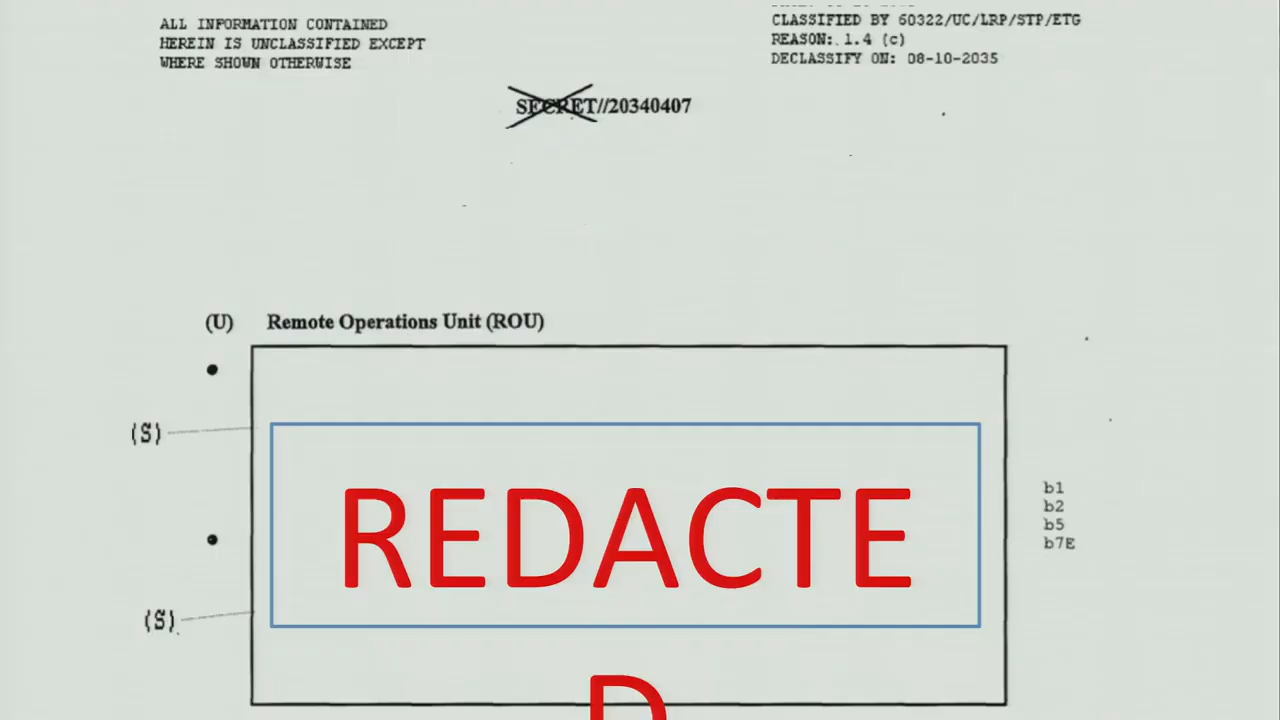 ALL INFORMATION CONTAINED
HEREIN IS UNCLASSIFIED EXCEPT
WHERE SHOWN OTHERWISE
CLASSIFIED BY 60322/UC/LRP/STP/ETG
REASON: 1.4 (c)
DECLASSIFY ON: 08-10-2035
SECRET//20340407
(U) Remote Operations Unit (ROU)
(S)
REDACTE
D
(S)
b1
b2
b5
b7E